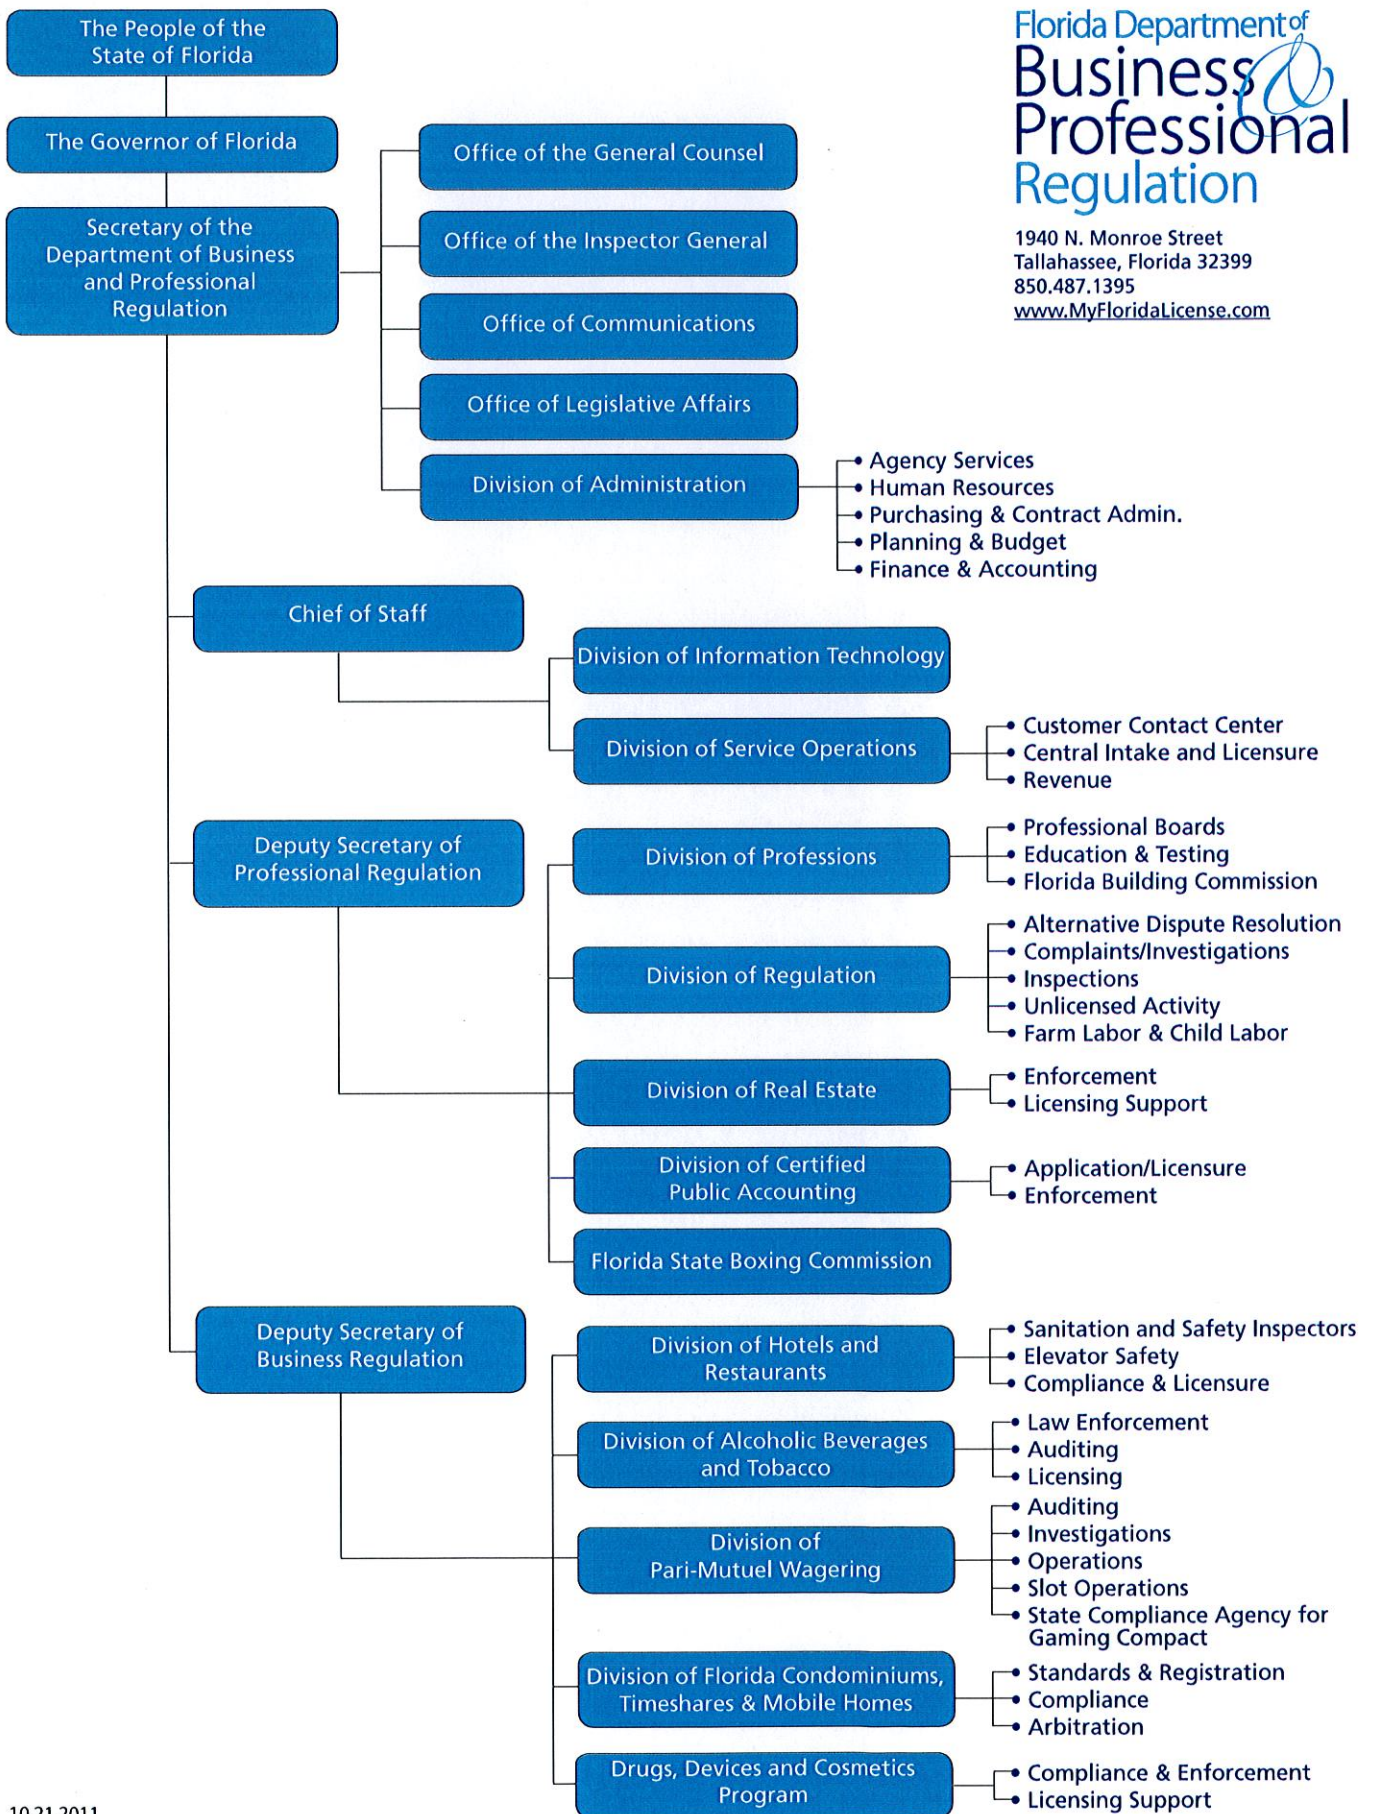 The People of the
State of Florida
The Governor of Florida
Secretary of the
Department of Business
and Professional
Regulation
Florida Department of
Business &
Professional
Regulation
1940 N. Monroe Street
Tallahassee, Florida 32399
850.487.1395
www.MyFloridaLicense.com
Office of the General Counsel
Office of the Inspector General
Office of Communications
Office of Legislative Affairs
Division of Administration
• Agency Services
• Human Resources
• Purchasing & Contract Admin.
• Planning & Budget
• Finance & Accounting
Chief of Staff
Division of Information Technology
Division of Service Operations
• Customer Contact Center
• Central Intake and Licensure
• Revenue
Deputy Secretary of
Professional Regulation
Division of Professions
• Professional Boards
• Education & Testing
• Florida Building Commission
Division of Regulation
• Alternative Dispute Resolution
• Complaints/Investigations
• Inspections
• Unlicensed Activity
• Farm Labor & Child Labor
Division of Real Estate
• Enforcement
• Licensing Support
Division of Certified
Public Accounting
• Application/Licensure
• Enforcement
Florida State Boxing Commission
Deputy Secretary of
Business Regulation
Division of Hotels and
Restaurants
• Sanitation and Safety Inspectors
• Elevator Safety
• Compliance & Licensure
Division of Alcoholic Beverages
and Tobacco
• Law Enforcement
• Auditing
• Licensing
Division of
Pari-Mutuel Wagering
• Auditing
• Investigations
• Operations
• Slot Operations
• State Compliance Agency for
Gaming Compact
Division of Florida Condominiums,
Timeshares & Mobile Homes
• Standards & Registration
• Compliance
• Arbitration
Drugs, Devices and Cosmetics
Program
• Compliance & Enforcement
• Licensing Support
10.21.2011